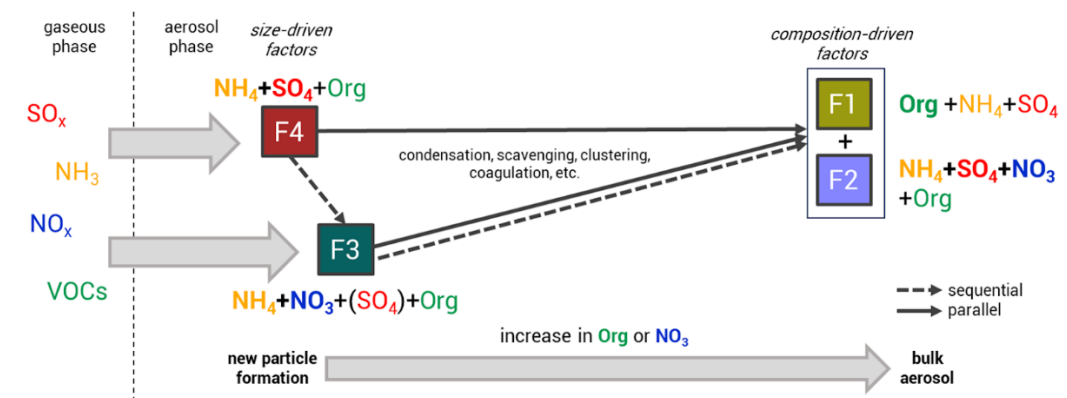 gaseous
phase
aerosol
phase
size-driven
factors
composition-driven
factors
SOₓ
NH₃
NOₓ
VOCs
NH₄+SO₄+Org
F4
condensation, scavenging, clustering,
coagulation, etc.
F3
NH₄+NO₃+(SO₄)+Org
F1
+
F2
Org +NH₄+SO₄
NH₄+SO₄+NO₃
+Org
sequential
parallel
increase in Org or NO₃
new particle
formation
bulk
aerosol